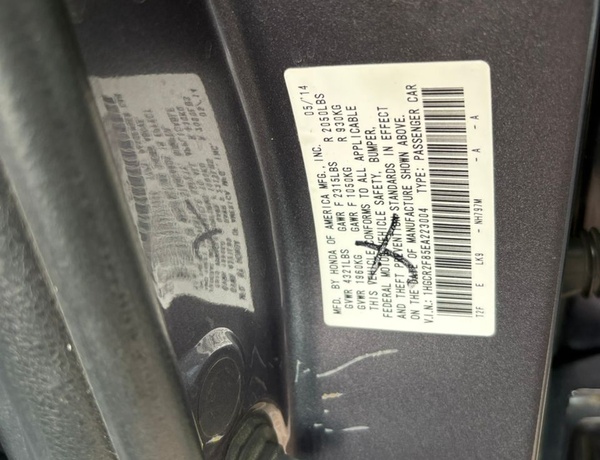 MFD. BY HONDA OF AMERICA MFG., INC. 05/14
GVWR 4321LBS GAWR F 2315LBS R 2050LBS
GVWR 1960KG GAWR F 1050KG R 930KG
THIS VEHICLE CONFORMS TO ALL APPLICABLE
FEDERAL MOTOR VEHICLE SAFETY, BUMPER,
AND THEFT PREVENTION STANDARDS IN EFFECT
ON THE DATE OF MANUFACTURE SHOWN ABOVE.
V.I.N.: 1HGCR2F85EA223004 TYPE: PASSENGER CAR
T2F E LK9 - NH797M - A - A